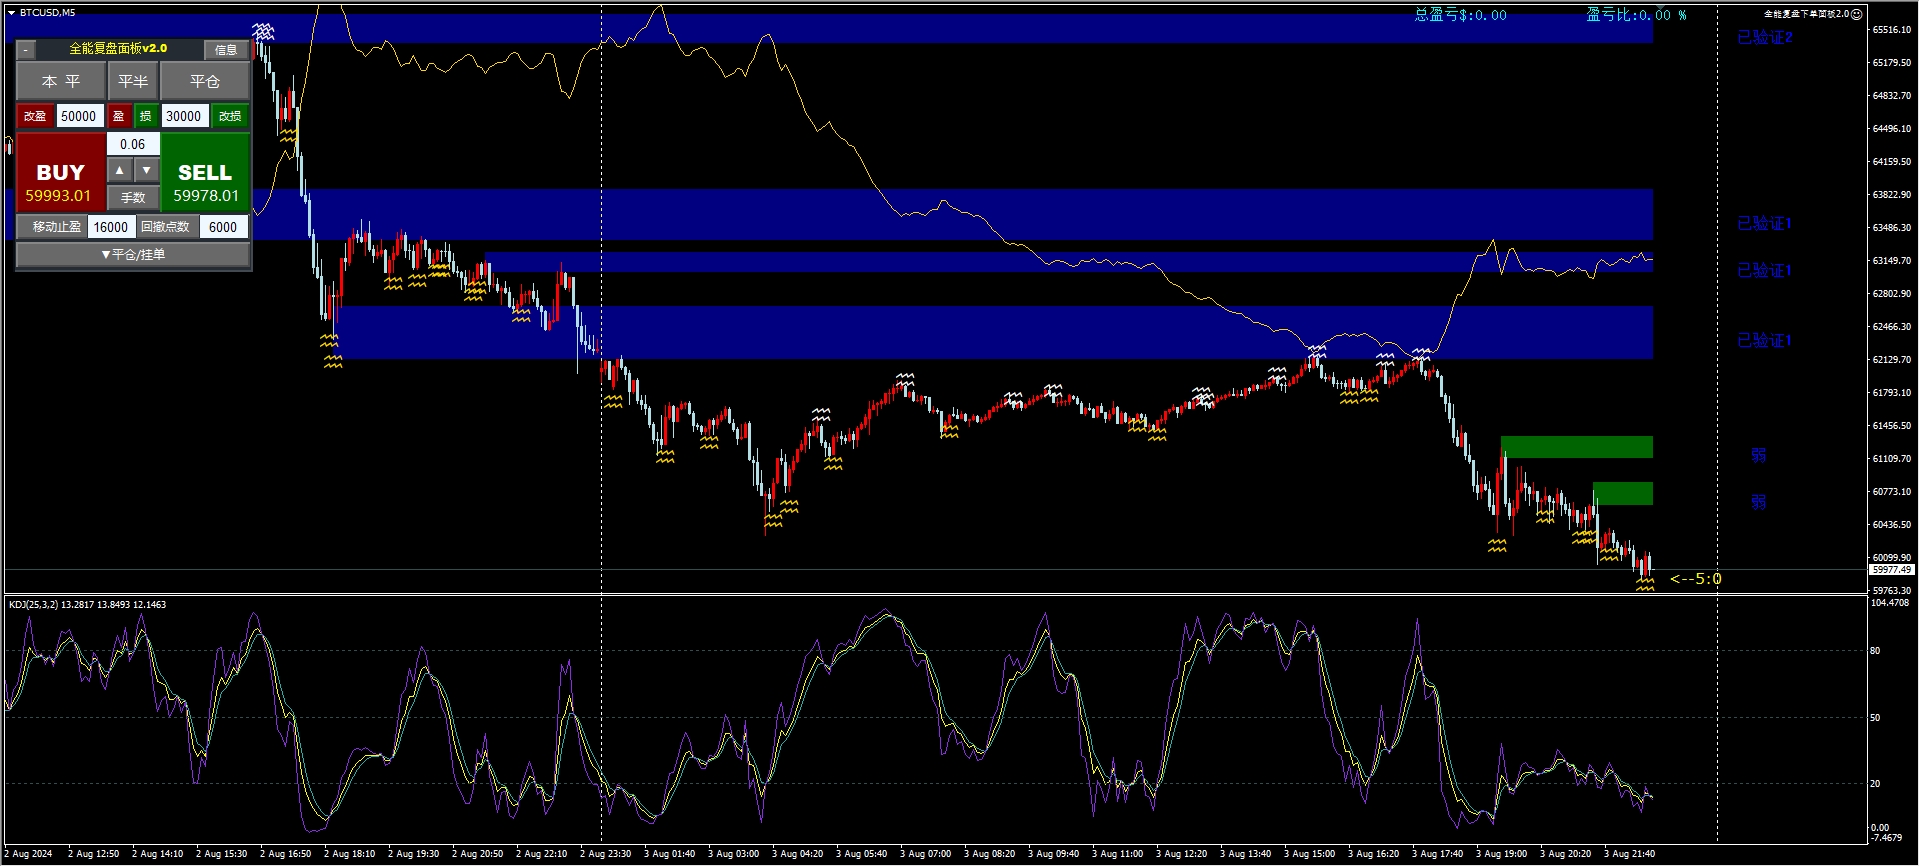 BTCUSD,M5
总盈亏$:0.00 盈亏比:0.00 %
全能复盘下单面板2.0
- 全能复盘面板v2.0 信息
本 平 平半 平仓
改盈 50000 盈 损 30000 改损
BUY 0.06 SELL
59993.01 ▲ ▼ 59978.01
手数
移动止盈 16000 回撤点数 6000
▼平仓/挂单
已验证2
已验证1
已验证1
已验证1
弱
弱
<--5:0
65516.10
65179.50
64832.70
64496.10
64159.50
63822.90
63486.30
63149.70
62802.90
62466.30
62129.70
61793.10
61456.50
61109.70
60773.10
60436.50
60099.90
59977.49
59763.30
KDJ(25,3,2) 13.2817 13.8493 12.1463
104.4708
80
50
20
0.00
-7.4679
2 Aug 2024 2 Aug 12:50 2 Aug 14:10 2 Aug 15:30 2 Aug 16:50 2 Aug 18:10 2 Aug 19:30 2 Aug 20:50 2 Aug 22:10 2 Aug 23:30 3 Aug 01:40 3 Aug 03:00 3 Aug 04:20 3 Aug 05:40 3 Aug 07:00 3 Aug 08:20 3 Aug 09:40 3 Aug 11:00 3 Aug 12:20 3 Aug 13:40 3 Aug 15:00 3 Aug 16:20 3 Aug 17:40 3 Aug 19:00 3 Aug 20:20 3 Aug 21:40